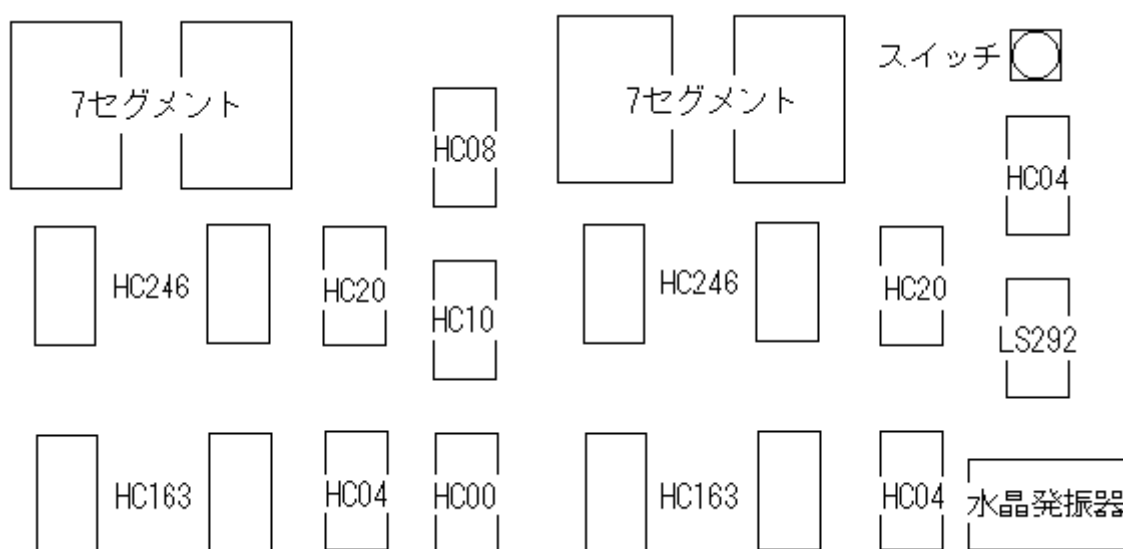 スイッチ
7セグメント
7セグメント
HC08
HC04
HC246
HC20
HC10
HC246
HC20
LS292
HC163
HC04
HC00
HC163
HC04
水晶発振器